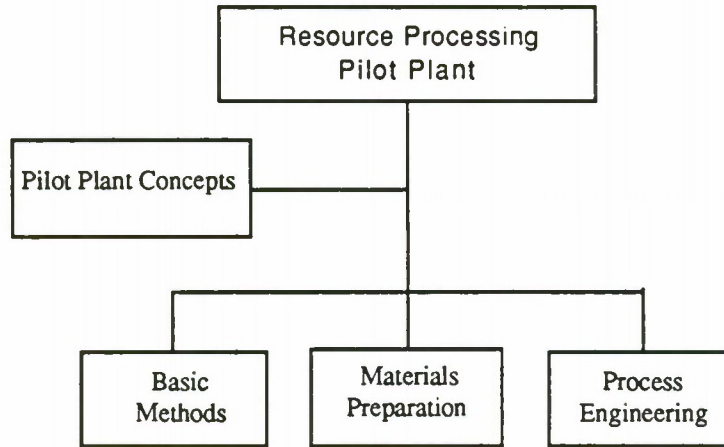 Resource Processing
Pilot Plant
Pilot Plant Concepts
Basic
Methods
Materials
Preparation
Process
Engineering